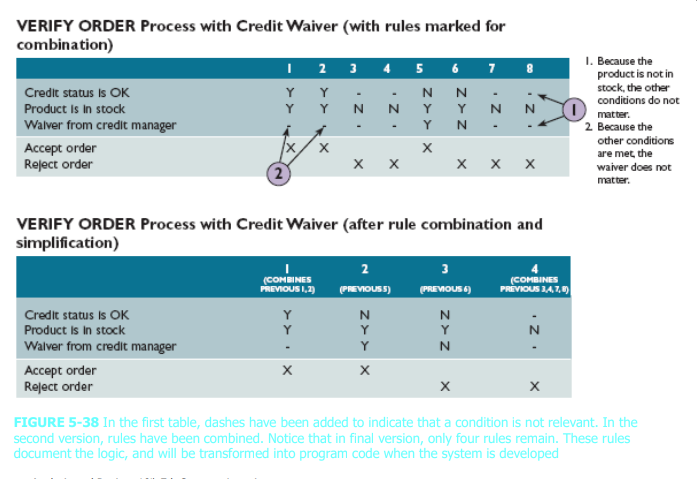 VERIFY ORDER Process with Credit Waiver (with rules marked for
combination)
1 2 3 4 5 6 7 8
Credit status is OK Y Y - - N N - -
Product is in stock Y Y N N Y Y N N
Waiver from credit manager - - - - Y N - -
Accept order X X X
Reject order X X X X X
1
2
1. Because the
product is not in
stock, the other
conditions do not
matter.
2. Because the
other conditions
are met, the
waiver does not
matter.
VERIFY ORDER Process with Credit Waiver (after rule combination and
simplification)
1 2 3 4
(COMBINES (COMBINES
PREVIOUS 1, 2) (PREVIOUS 5) (PREVIOUS 6) PREVIOUS 3, 4, 7, 8)
Credit status is OK Y N N -
Product is in stock Y Y Y N
Waiver from credit manager - Y N -
Accept order X X
Reject order X X
FIGURE 5-38 In the first table, dashes have been added to indicate that a condition is not relevant. In the
second version, rules have been combined. Notice that in final version, only four rules remain. These rules
document the logic, and will be transformed into program code when the system is developed